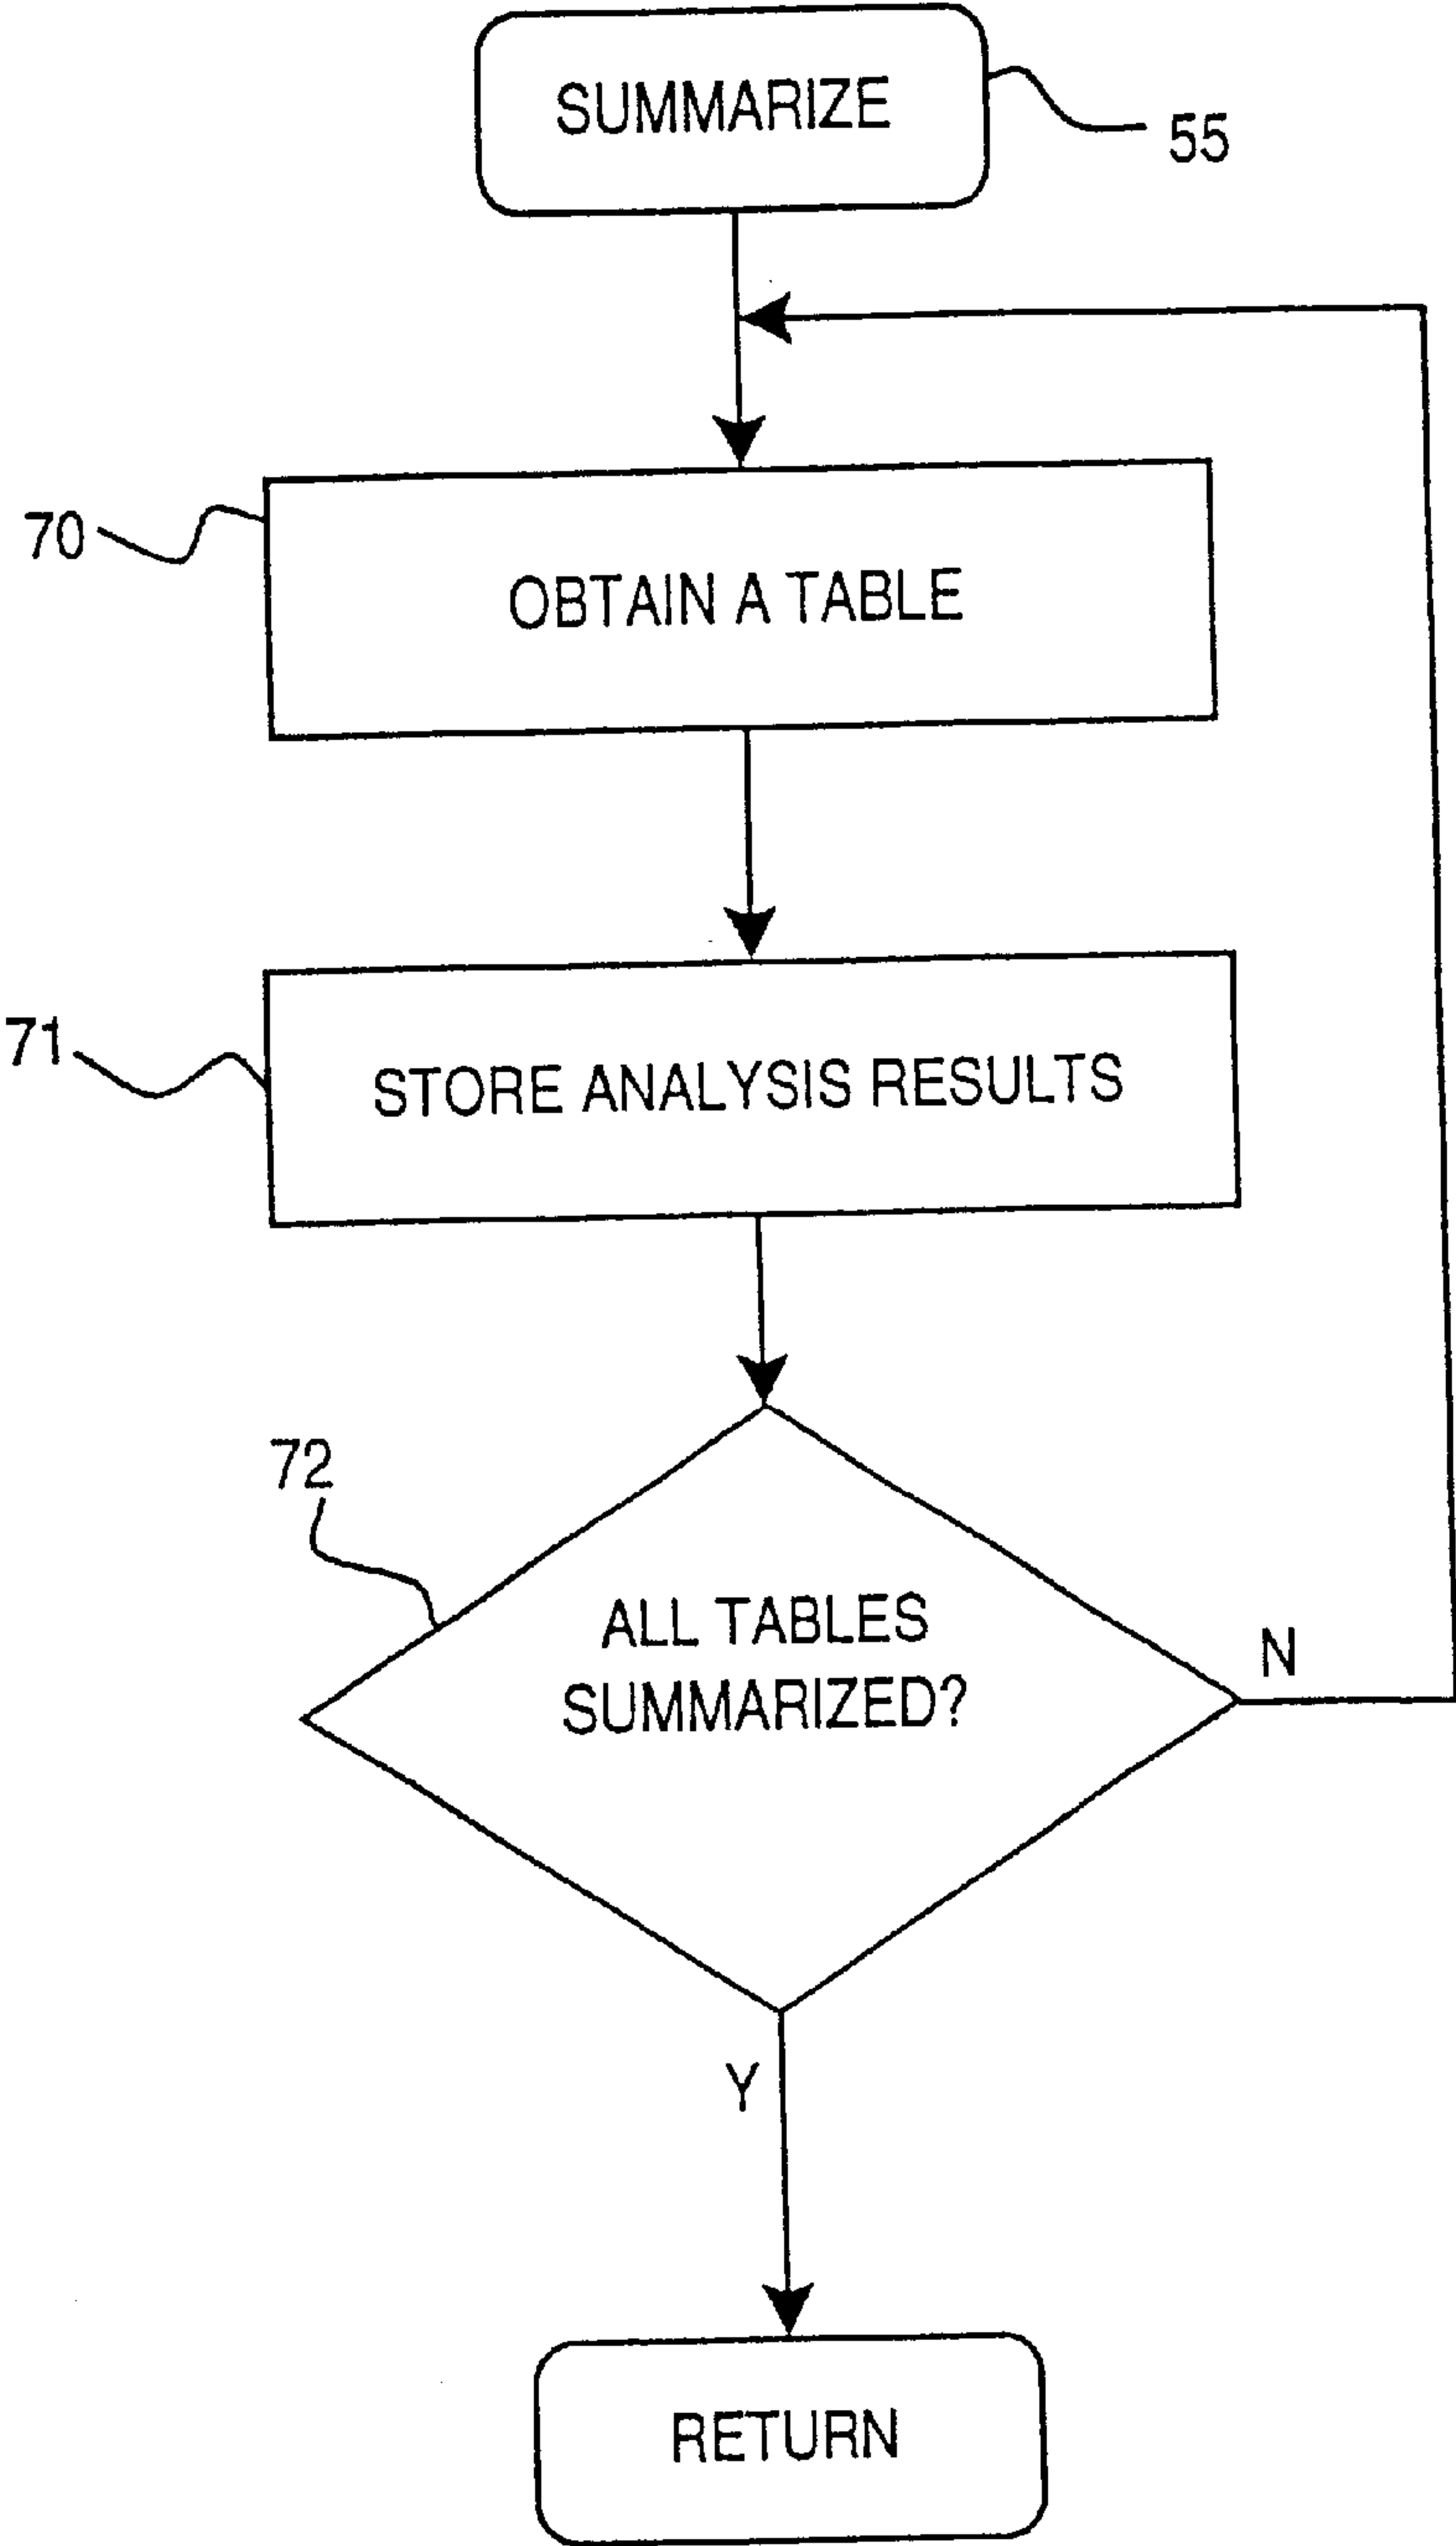 SUMMARIZE
55
70
OBTAIN A TABLE
71
STORE ANALYSIS RESULTS
72
ALL TABLES
SUMMARIZED?
N
Y
RETURN